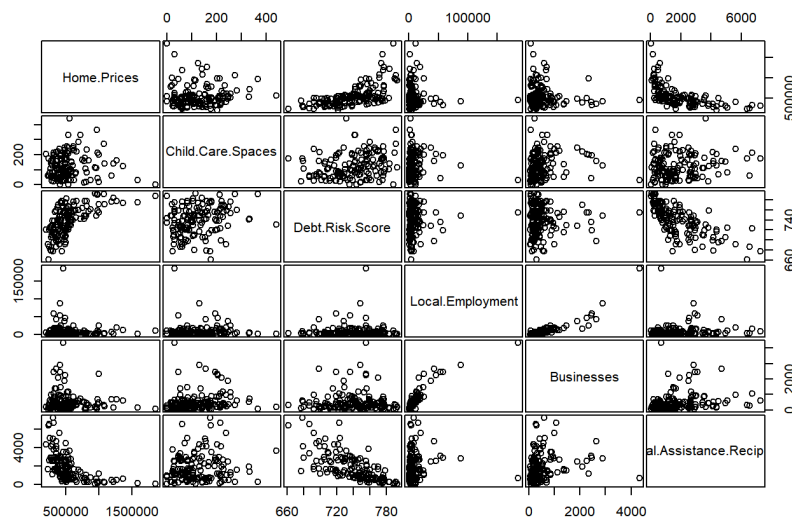 0 200 400
0 100000
0 2000 6000
Home.Prices
500000
0 200
Child.Care.Spaces
Debt.Risk.Score
660 740
0 150000
Local.Employment
Businesses
0 2000
0 4000
al.Assistance.Recip
500000 1500000
660 720 780
0 2000 4000